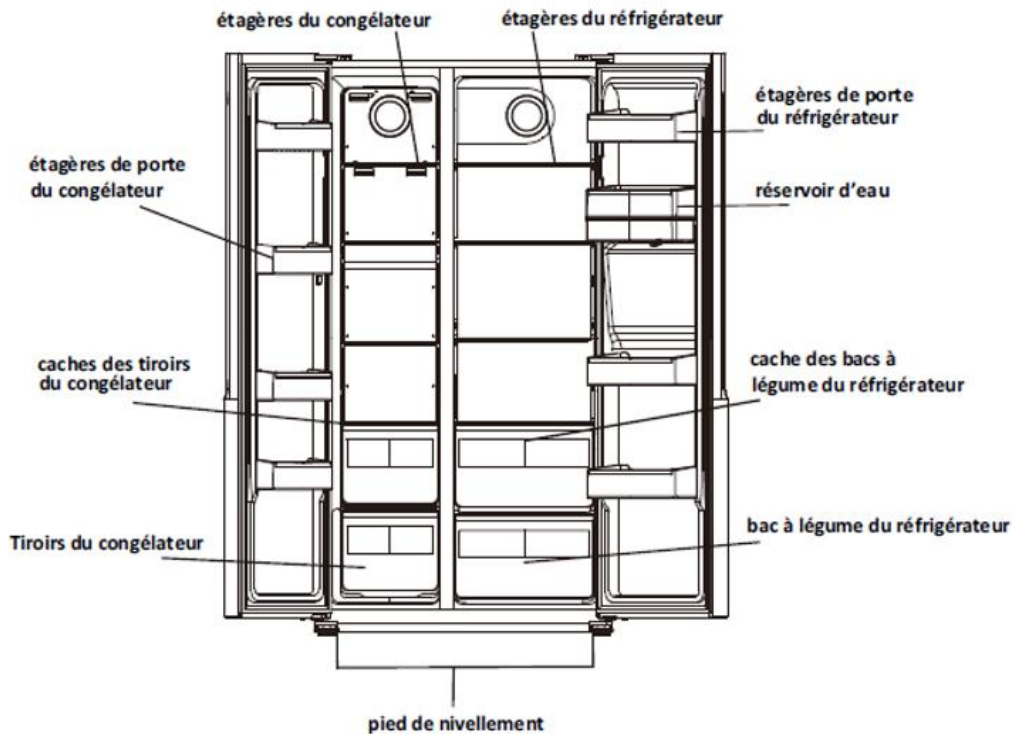 étagères du congélateur
étagères du réfrigérateur
étagères de porte
du réfrigérateur
étagères de porte
du congélateur
réservoir d'eau
caches des tiroirs
du congélateur
cache des bacs à
légume du réfrigérateur
Tiroirs du congélateur
bac à légume du réfrigérateur
pied de nivellement